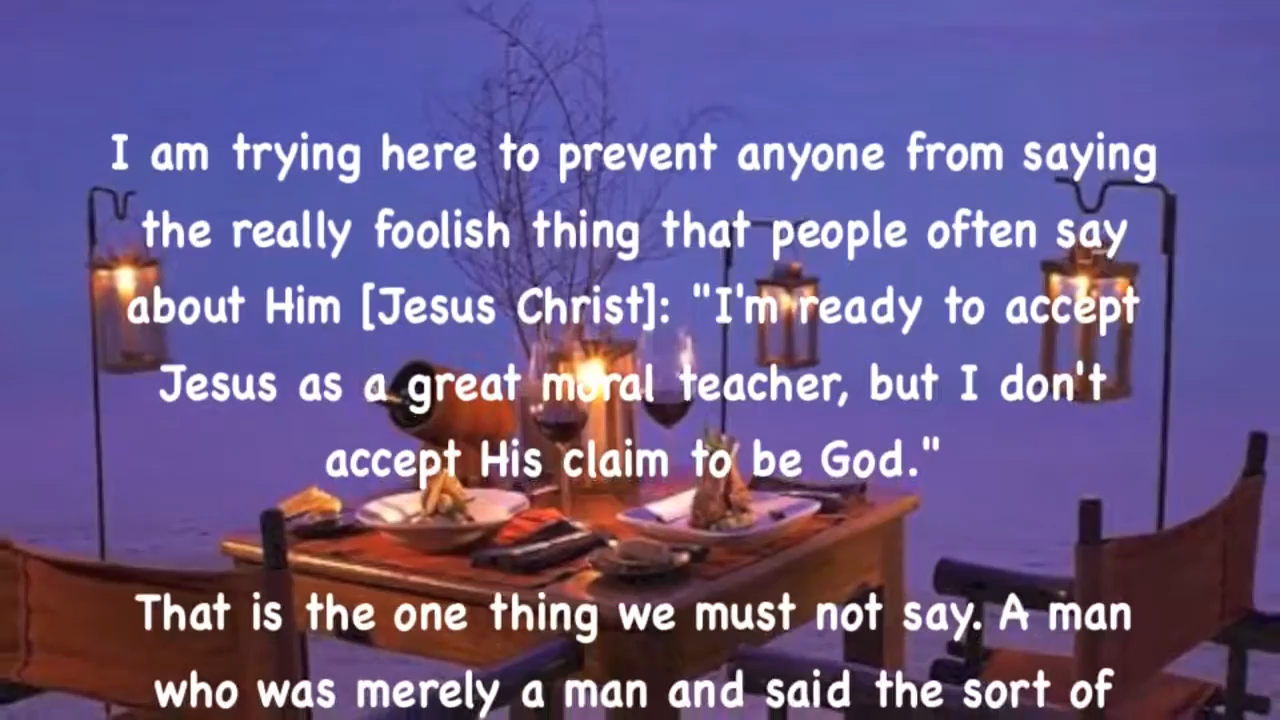 I am trying here to prevent anyone from saying
the really foolish thing that people often say
about Him [Jesus Christ]: "I'm ready to accept
Jesus as a great moral teacher, but I don't
accept His claim to be God."
That is the one thing we must not say. A man
who was merely a man and said the sort of